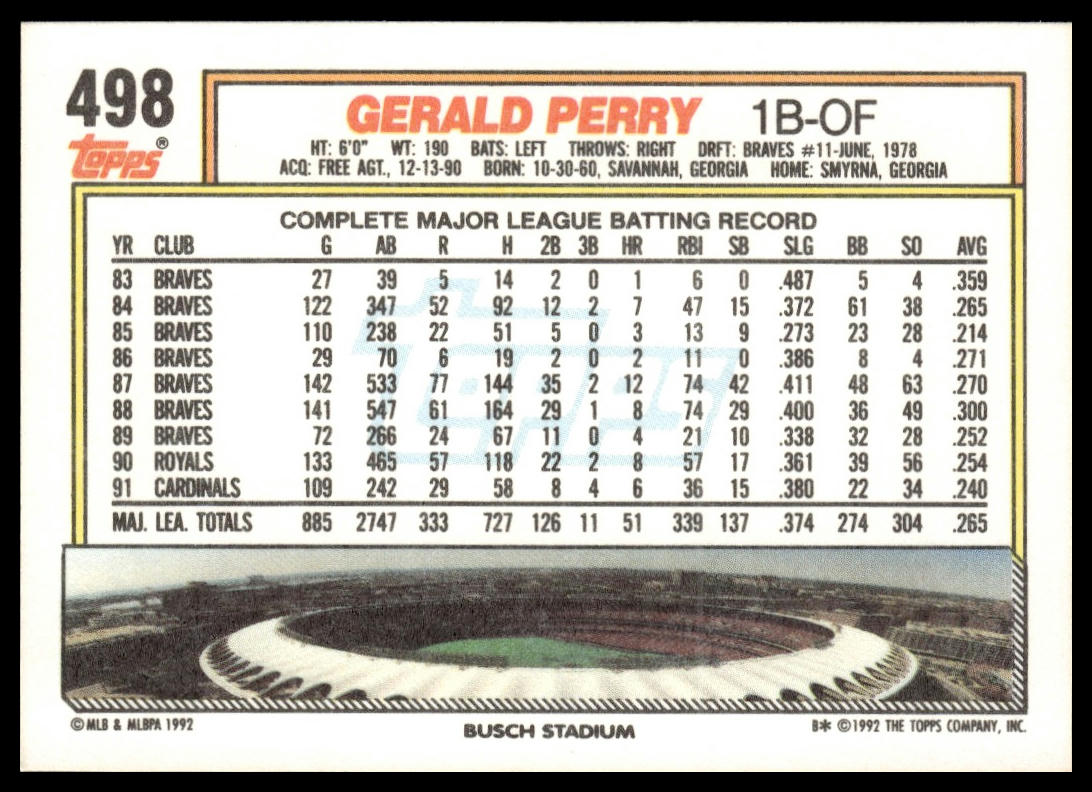 498
topps®
GERALD PERRY 1B-OF
HT: 6'0" WT: 190 BATS: LEFT THROWS: RIGHT DRFT: BRAVES #11-JUNE, 1978
ACQ: FREE AGT., 12-13-90 BORN: 10-30-60, SAVANNAH, GEORGIA HOME: SMYRNA, GEORGIA
COMPLETE MAJOR LEAGUE BATTING RECORD
YR CLUB G AB R H 2B 3B HR RBI SB SLG BB SO AVG
83 BRAVES 27 39 5 14 2 0 1 6 0 .487 5 4 .359
84 BRAVES 122 347 52 92 12 2 7 47 15 .372 61 38 .265
85 BRAVES 110 238 22 51 5 0 3 13 9 .273 23 28 .214
86 BRAVES 29 70 6 19 2 0 2 11 0 .386 8 4 .271
87 BRAVES 142 533 77 144 35 2 12 74 42 .411 48 63 .270
88 BRAVES 141 547 61 164 29 1 8 74 29 .400 36 49 .300
89 BRAVES 72 266 24 67 11 0 4 21 10 .338 32 28 .252
90 ROYALS 133 465 57 118 22 2 8 57 17 .361 39 56 .254
91 CARDINALS 109 242 29 58 8 4 6 36 15 .380 22 34 .240
MAJ. LEA. TOTALS 885 2747 333 727 126 11 51 339 137 .374 274 304 .265
topps
©MLB & MLBPA 1992
BUSCH STADIUM
B* ©1992 THE TOPPS COMPANY, INC.